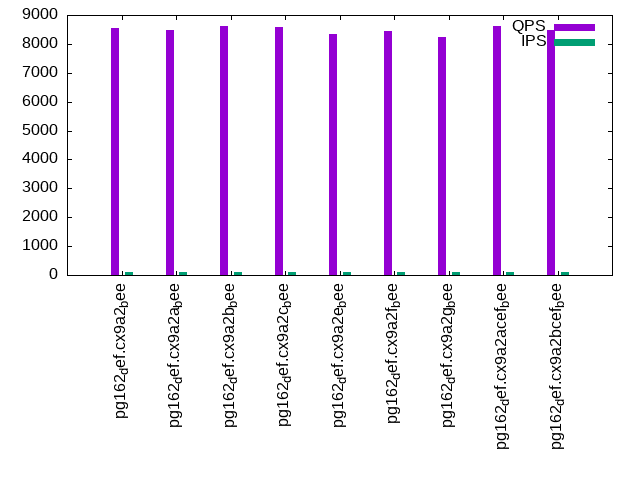 9000
8000
7000
6000
5000
4000
3000
2000
1000
0
QPS
IPS
pg162def.cx9a2bee
pg162def.cx9a2abee
pg162def.cx9a2bbee
pg162def.cx9a2cbee
pg162def.cx9a2ebee
pg162def.cx9a2fbee
pg162def.cx9a2gbee
pg162def.cx9a2acefbee
pg162def.cx9a2bcefbee